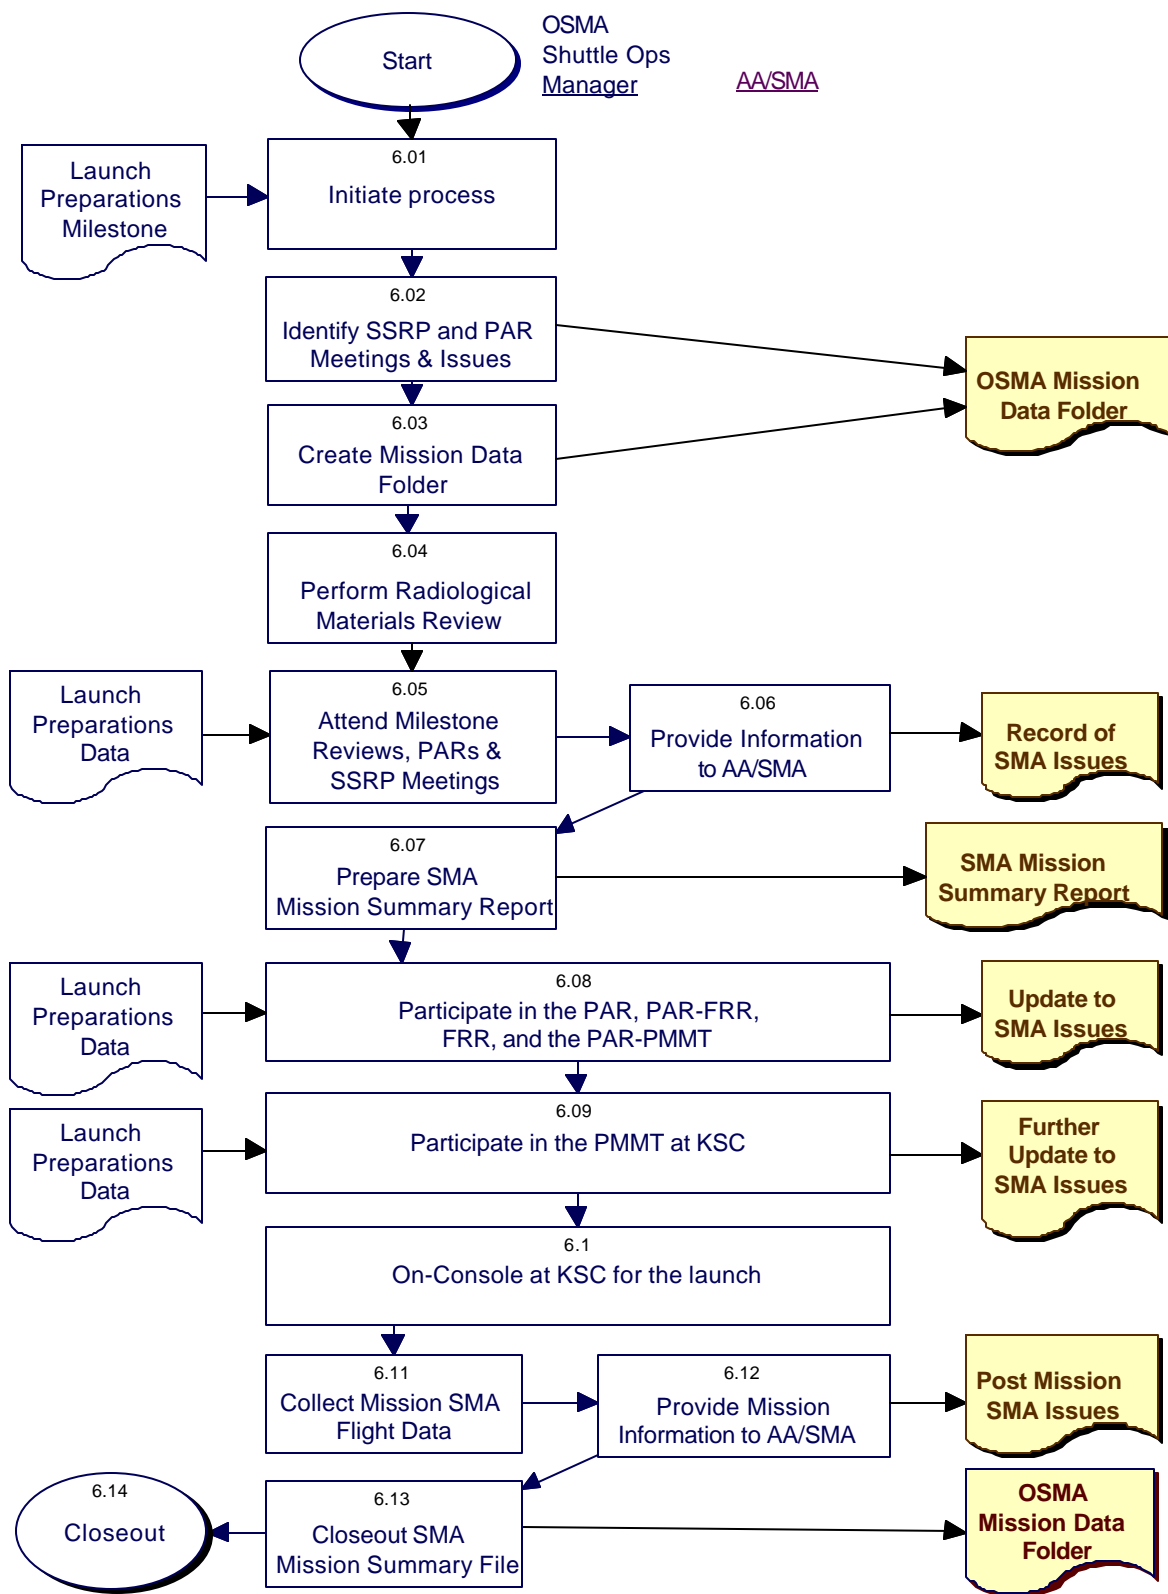 Start
OSMA
Shuttle Ops
Manager
AA/SMA
Launch
Preparations
Milestone
6.01
Initiate process
6.02
Identify SSRP and PAR
Meetings & Issues
OSMA Mission
Data Folder
6.03
Create Mission Data
Folder
6.04
Perform Radiological
Materials Review
Launch
Preparations
Data
6.05
Attend Milestone
Reviews, PARs &
SSRP Meetings
6.06
Provide Information
to AA/SMA
Record of
SMA Issues
6.07
Prepare SMA
Mission Summary Report
SMA Mission
Summary Report
Launch
Preparations
Data
6.08
Participate in the PAR, PAR-FRR,
FRR, and the PAR-PMMT
Update to
SMA Issues
Launch
Preparations
Data
6.09
Participate in the PMMT at KSC
Further
Update to
SMA Issues
6.1
On-Console at KSC for the launch
6.11
Collect Mission SMA
Flight Data
6.12
Provide Mission
Information to AA/SMA
Post Mission
SMA Issues
6.14
Closeout
6.13
Closeout SMA
Mission Summary File
OSMA
Mission Data
Folder